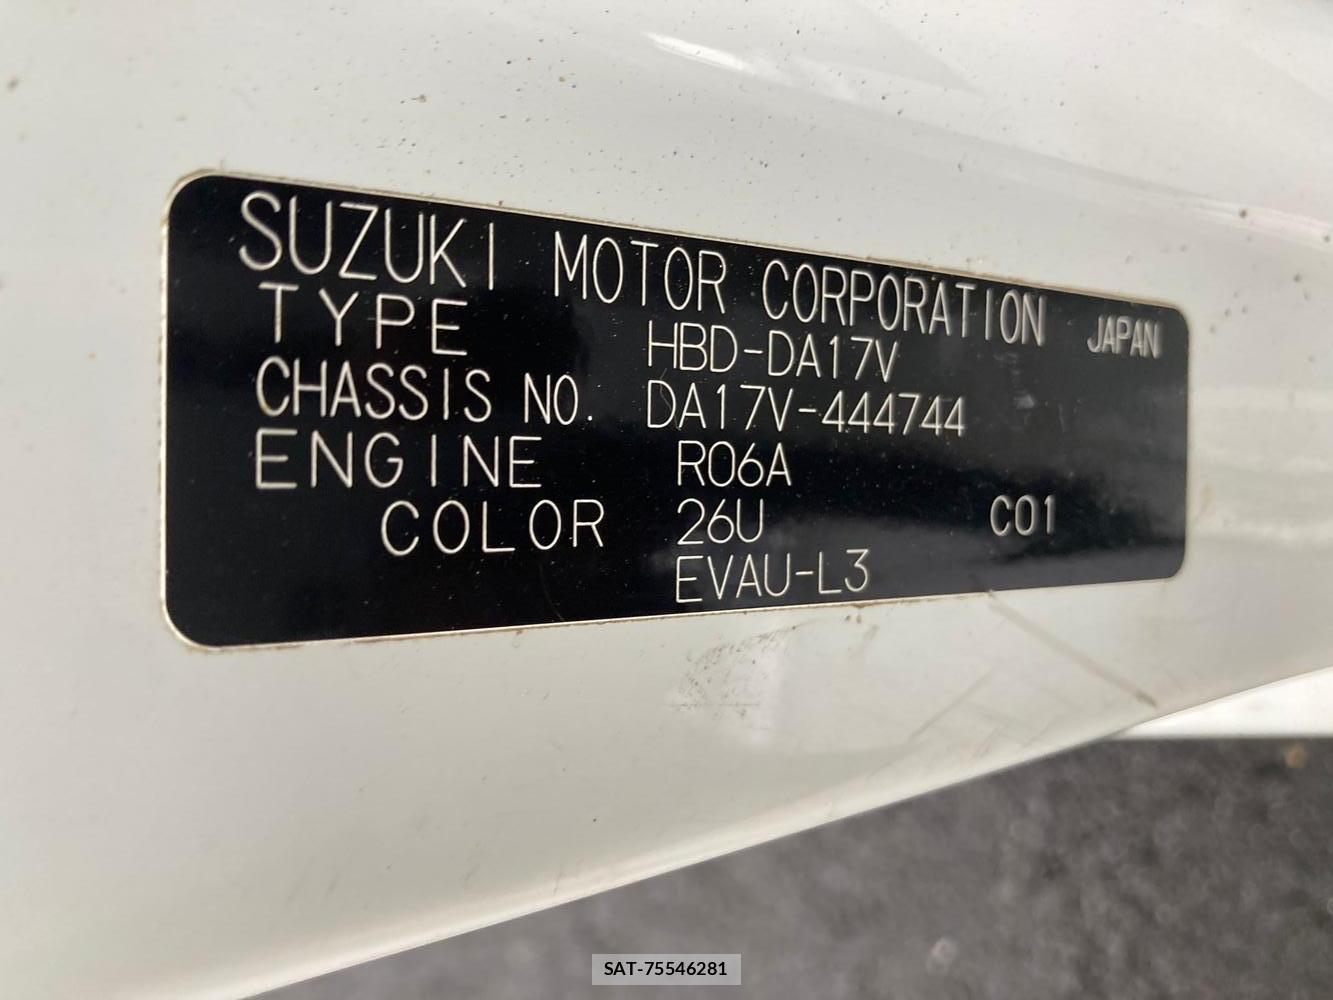 SUZUKI MOTOR CORPORATION JAPAN
TYPE HBD-DA17V
CHASSIS NO. DA17V-444744
ENGINE R06A
COLOR 26U C01
EVAU-L3
SAT-75546281